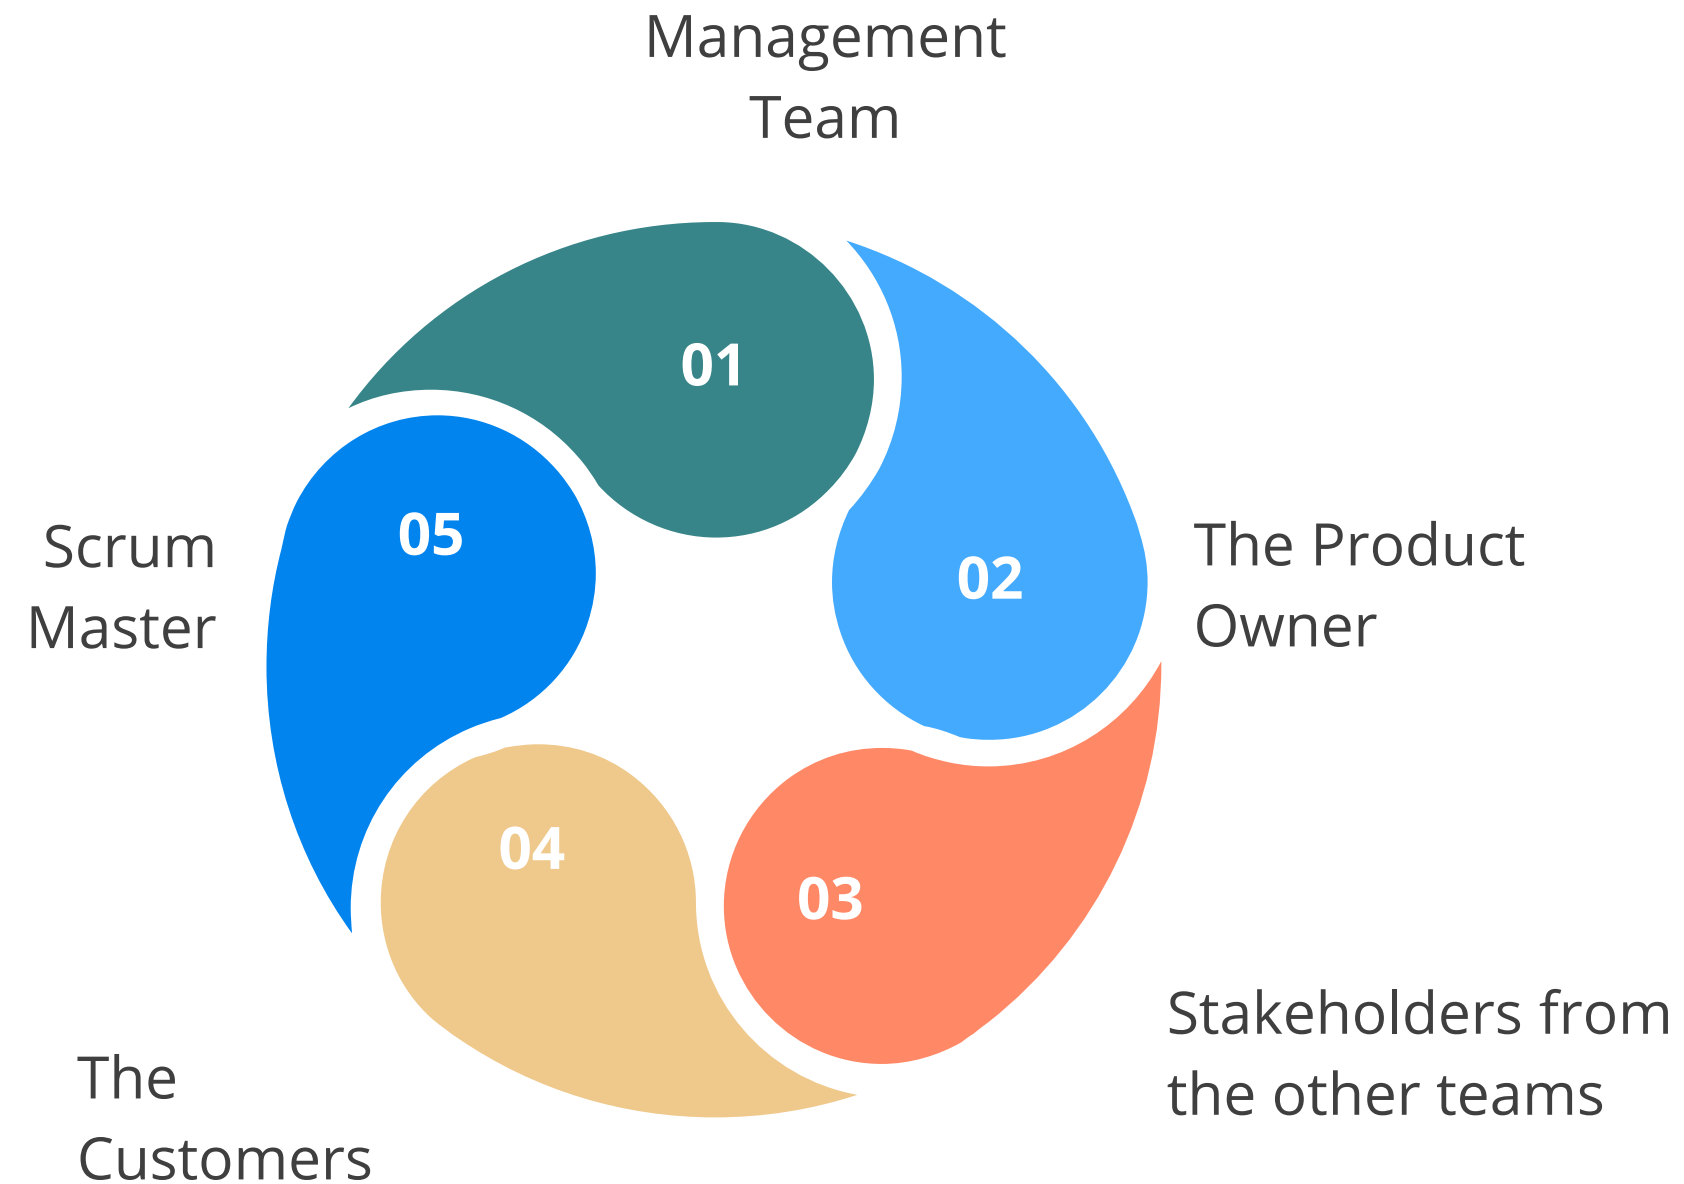 Management
Team
01
02
The Product
Owner
03
Stakeholders from
the other teams
04
The
Customers
05
Scrum
Master